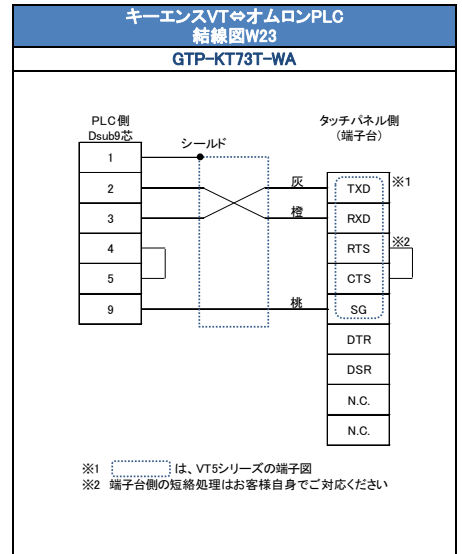 キーエンスVT⇔オムロンPLC
結線図W23
GTP-KT73T-WA
PLC側
Dsub9芯
シールド
タッチパネル側
(端子台)
1
2
灰
TXD
※1
3
橙
RXD
4
RTS
※2
5
CTS
9
桃
SG
DTR
DSR
N.C.
N.C.
※1 は、VT5シリーズの端子図
※2 端子台側の短絡処理はお客様自身でご対応ください